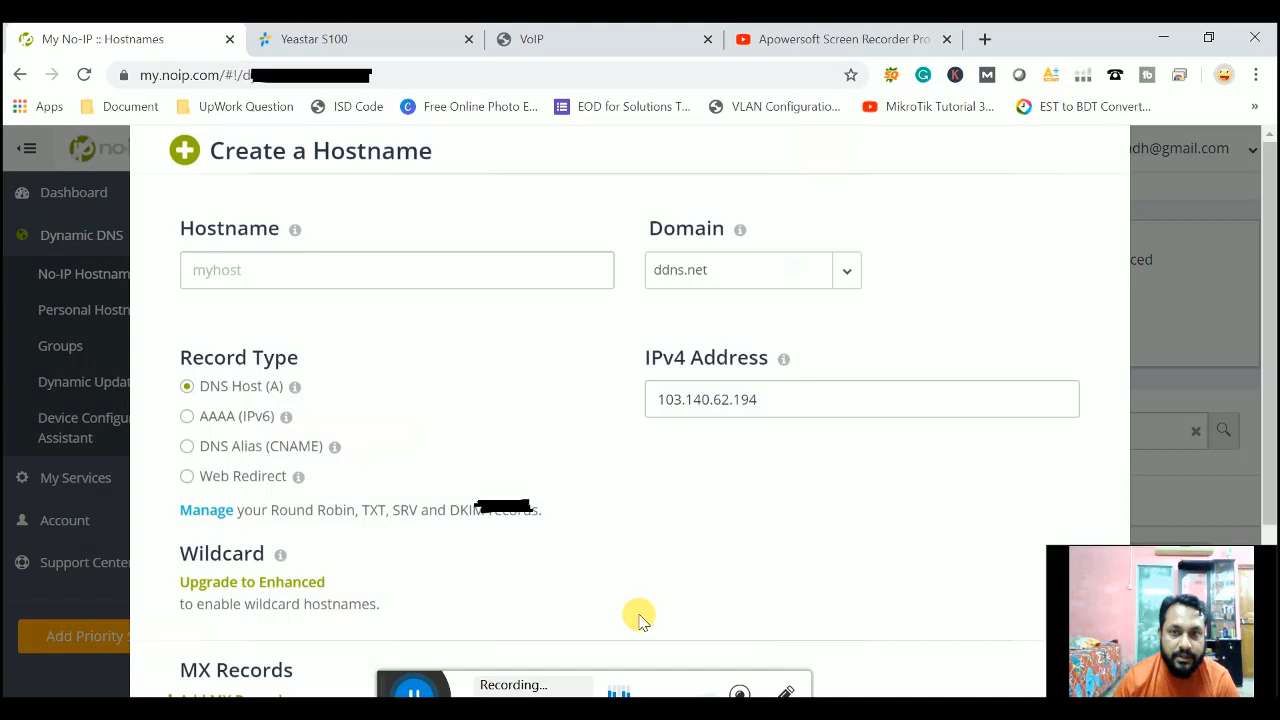 My No-IP :: Hostnames
Yeastar S100
VoIP
Apowersoft Screen Recorder Pro
my.noip.com/#!/d
Apps
Document
UpWork Question
ISD Code
Free Online Photo E...
EOD for Solutions T...
VLAN Configuratio...
MikroTik Tutorial 3...
EST to BDT Convert...
»
no-
Create a Hostname
dh@gmail.com
Dashboard
Dynamic DNS
No-IP Hostnam
Personal Hostn
Groups
Dynamic Updat
Device Configu
Assistant
My Services
Account
Support Cente
Add Priority S
Hostname
Domain
myhost
ddns.net
ced
Record Type
IPv4 Address
DNS Host (A)
103.140.62.194
AAAA (IPv6)
DNS Alias (CNAME)
Web Redirect
Manage your Round Robin, TXT, SRV and DKIM records.
Wildcard
Upgrade to Enhanced
to enable wildcard hostnames.
MX Records
Recording...